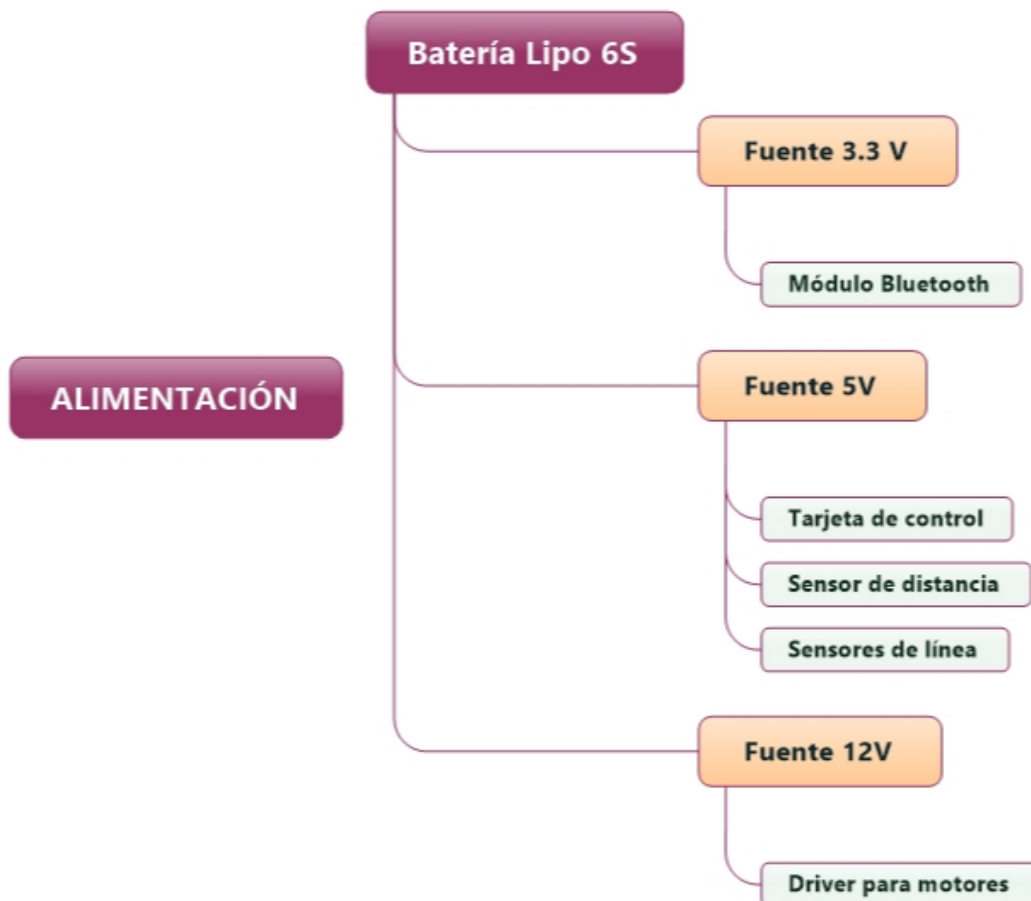 Batería Lipo 6S
Fuente 3.3 V
Módulo Bluetooth
ALIMENTACIÓN
Fuente 5V
Tarjeta de control
Sensor de distancia
Sensores de línea
Fuente 12V
Driver para motores